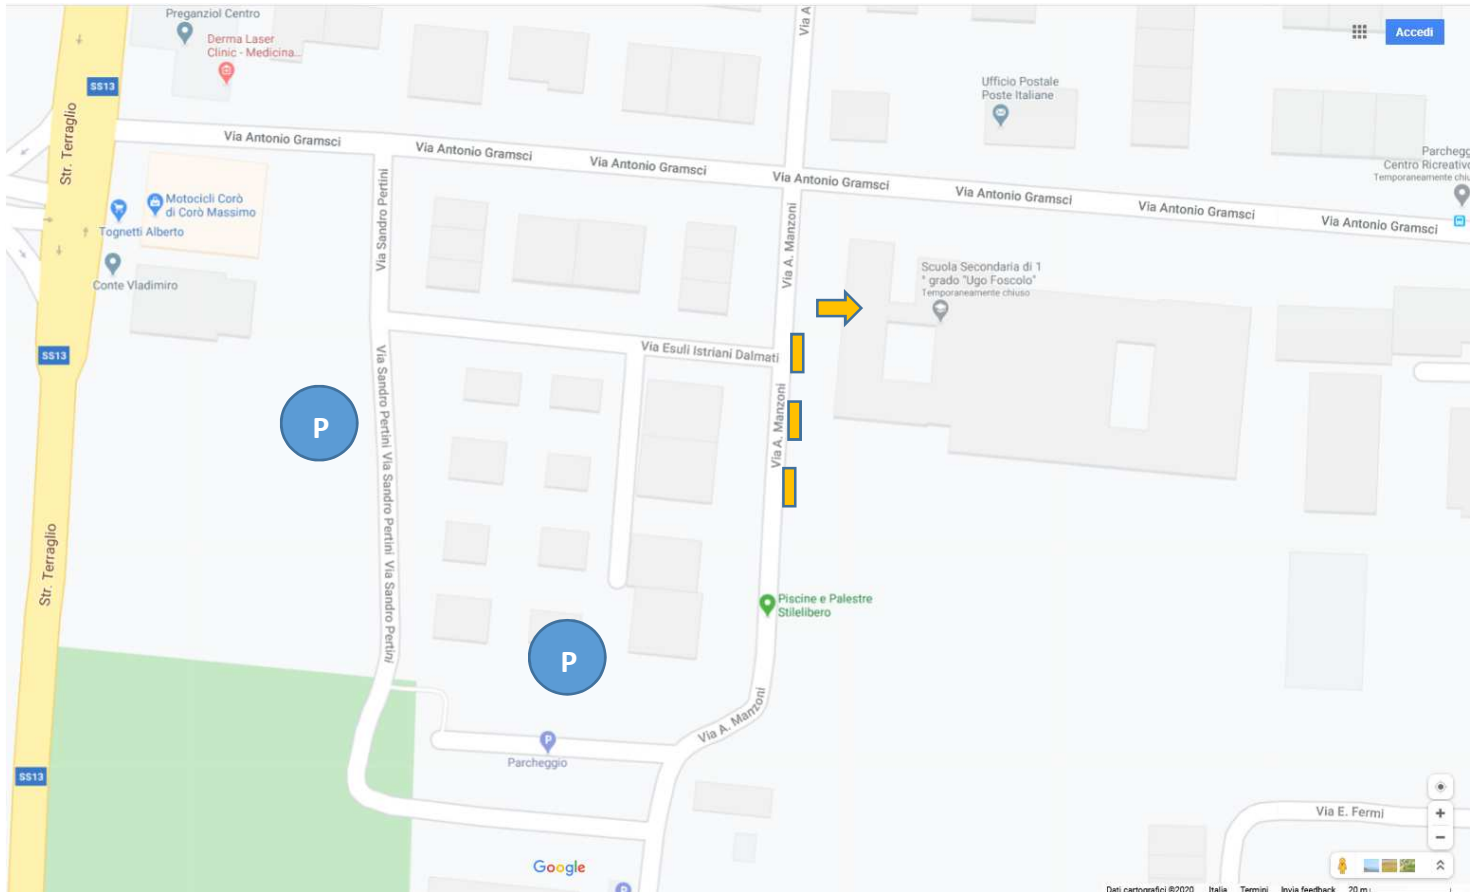 Preganziol Centro
Derma Laser
Clinic - Medicina...
Via A
Accedi
SS13
Str. Terraglio
Ufficio Postale
Poste Italiane
Via Antonio Gramsci
Via Antonio Gramsci
Via Antonio Gramsci
Via Antonio Gramsci
Via Antonio Gramsci
Via Antonio Gramsci
Via Antonio Gramsci
Parchegg
Centro Ricreativo
Temporaneamente chiu
Motocicli Corò
di Corò Massimo
Tognetti Alberto
Conte Vladimiro
Via Sandro Pertini
Via A. Manzoni
Scuola Secondaria di 1
° grado "Ugo Foscolo"
Temporaneamente chiuso
SS13
Via Esuli Istriani Dalmati
Via Sandro Pertini Via Sandro Pertini Via Sandro Pertini
Via A. Manzoni
P
Str. Terraglio
Piscine e Palestre
Stilelibero
P
Via A. Manzoni
P
Parcheggio
SS13
Via E. Fermi
Google
P
Dati cartografici ©2020 Italia Termini Invia feedback 20 m